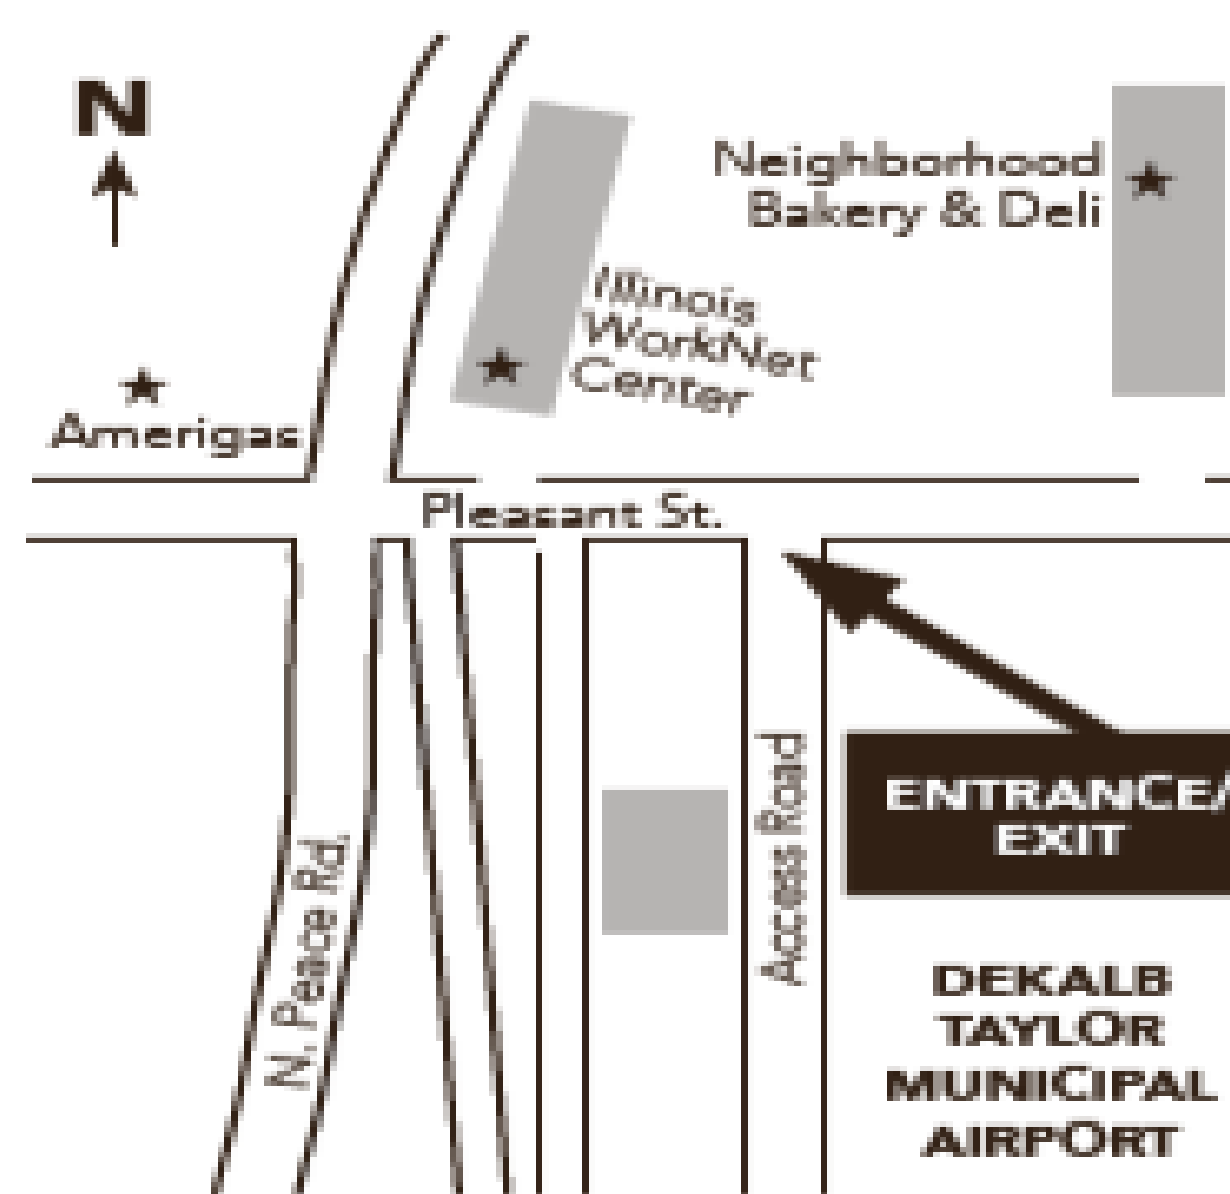 N
Neighborhood
Bakery & Deli
Illinois
WorkNet
Center
Amerigas
Pleasant St.
N. Peace Rd.
Access Road
ENTRANCE/
EXIT
DEKALB
TAYLOR
MUNICIPAL
AIRPORT